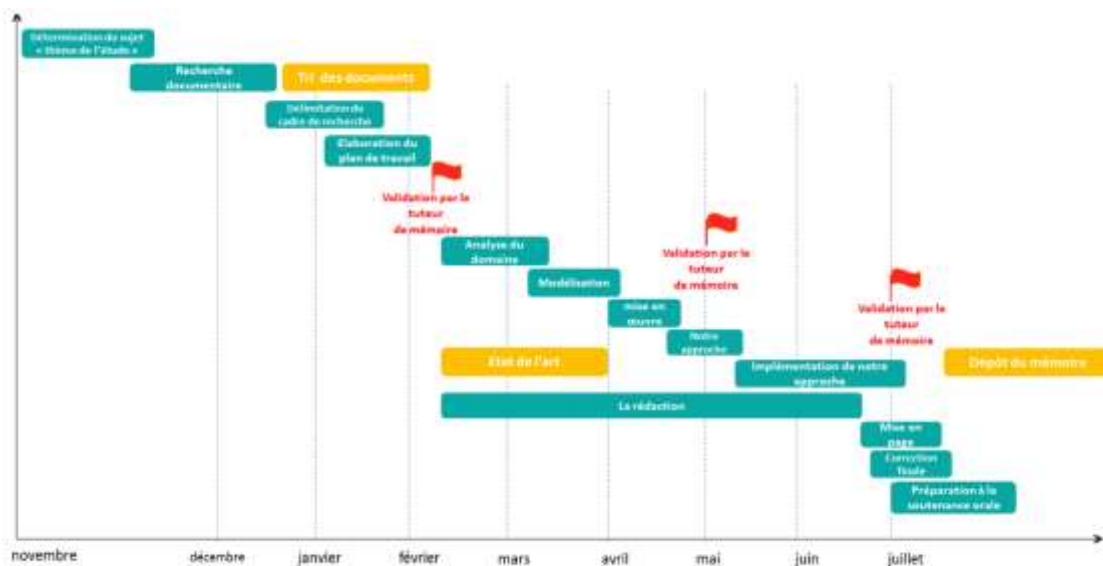 Détermination du sujet
« thème de l'étude »
Recherche
documentaire
Tri des documents
Délimitation du
cadre de recherche
Elaboration du
plan de travail
Validation par le
tuteur
de mémoire
Analyse du
domaine
Validation par le
tuteur
de mémoire
Modélisation
mise en
œuvre
Validation par le
tuteur
de mémoire
Notre
approche
Etat de l'art
Implémentation de notre
approche
Dépôt du mémoire
La rédaction
Mise en
page
Correction
finale
Préparation à la
soutenance orale
novembre
décembre
janvier
février
mars
avril
mai
juin
juillet